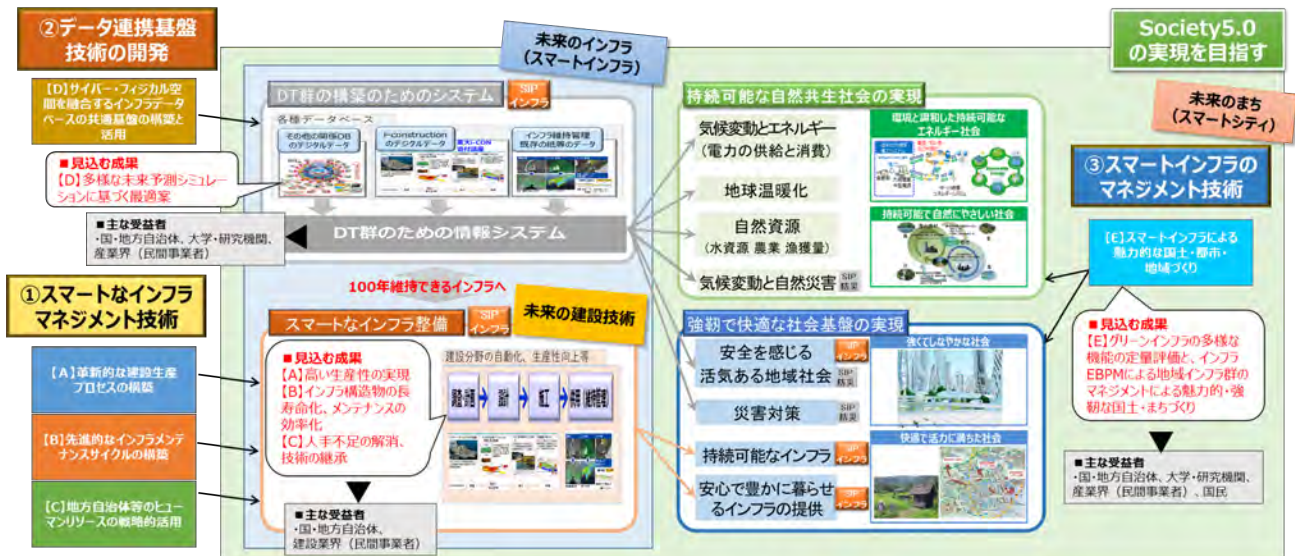 ②データ連携基盤
技術の開発
【D】サイバー・フィジカル空
間を融合するインフラデータ
ベースの共通基盤の構築と
活用
■見込む成果
【D】多様な未来予測シミュレー
ションに基づく最適案
■主な受益者
・国・地方自治体、大学・研究機関、
産業界（民間事業者）
①スマートなインフラ
マネジメント技術
【A】革新的な建設生産
プロセスの構築
【B】先進的なインフラメンテ
ナンスサイクルの構築
【C】地方自治体等のヒュー
マンリソースの戦略的活用
未来のインフラ
（スマートインフラ）
DT群の構築のためのシステム
SIP
インフラ
各種データベース
その他の関係DB
のデジタルデータ
i-construction
のデジタルデータ
インフラ維持管理
既存の紙等のデータ
DT群のための情報システム
100年維持できるインフラへ
スマートなインフラ整備
SIP
インフラ
未来の建設技術
■見込む成果
【A】高い生産性の実現
【B】インフラ構造物の長
寿命化、メンテナンスの
効率化
【C】人手不足の解消、
技術の継承
建設分野の自動化、生産性向上等
調査・計画
設計
施工
■主な受益者
・国・地方自治体、
建設業界（民間事業者）
Society5.0
の実現を目指す
未来のまち
（スマートシティ）
持続可能な自然共生社会の実現
気候変動とエネルギー
（電力の供給と消費）
地球温暖化
自然資源
（水資源 農業 漁獲量）
気候変動と自然災害
SIP
防災
環境と調和した持続可能な
エネルギー社会
持続可能で自然にやさしい社会
強靭で快適な社会基盤の実現
安全を感じる
活気ある地域社会
SIP
インフラ
SIP
防災
災害対策
SIP
防災
持続可能なインフラ
SIP
インフラ
安心で豊かに暮らせ
るインフラの提供
SIP
インフラ
強くてしなやかな社会
快適で活力に満ちた社会
③スマートインフラの
マネジメント技術
【E】スマートインフラによる
魅力的な国土・都市・
地域づくり
■見込む成果
【E】グリーンインフラの多様な
機能の定量評価と、インフラ
EBPMによる地域インフラ群の
マネジメントによる魅力的・強
靭な国土・まちづくり
■主な受益者
・国・地方自治体、大学・研究機関、
産業界（民間事業者）、国民